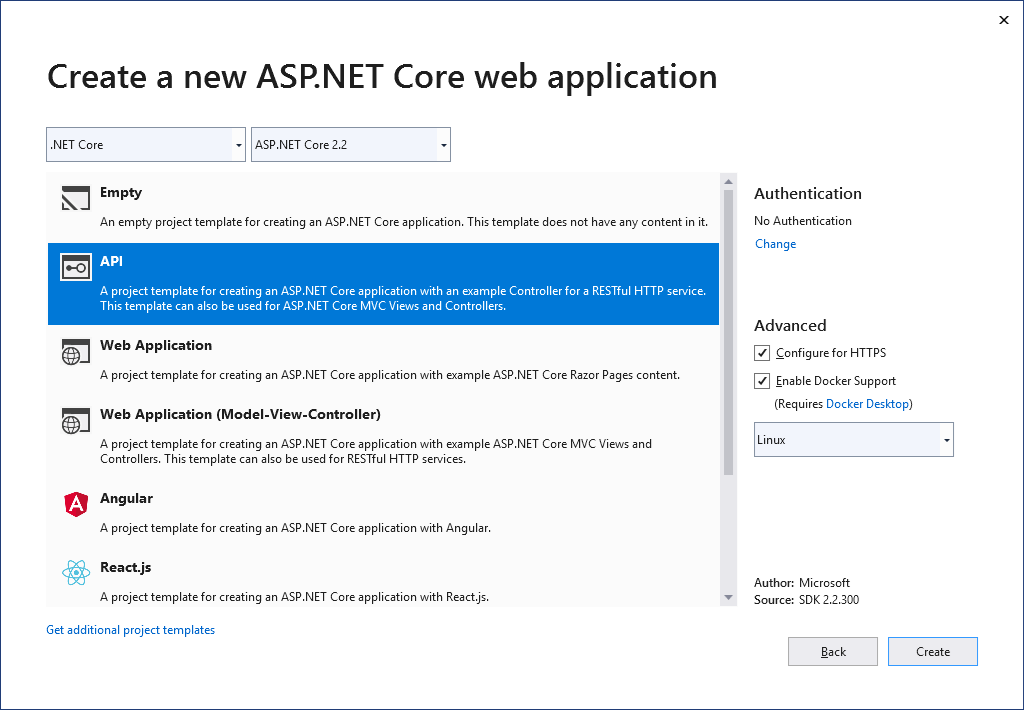 Create a new ASP.NET Core web application
.NET Core
ASP.NET Core 2.2
Empty
An empty project template for creating an ASP.NET Core application. This template does not have any content in it.
API
A project template for creating an ASP.NET Core application with an example Controller for a RESTful HTTP service.
This template can also be used for ASP.NET Core MVC Views and Controllers.
Web Application
A project template for creating an ASP.NET Core application with example ASP.NET Core Razor Pages content.
Web Application (Model-View-Controller)
A project template for creating an ASP.NET Core application with example ASP.NET Core MVC Views and
Controllers. This template can also be used for RESTful HTTP services.
Angular
A project template for creating an ASP.NET Core application with Angular.
React.js
A project template for creating an ASP.NET Core application with React.js.
Get additional project templates
Authentication
No Authentication
Change
Advanced
Configure for HTTPS
Enable Docker Support
(Requires Docker Desktop)
Linux
Author: Microsoft
Source: SDK 2.2.300
Back
Create